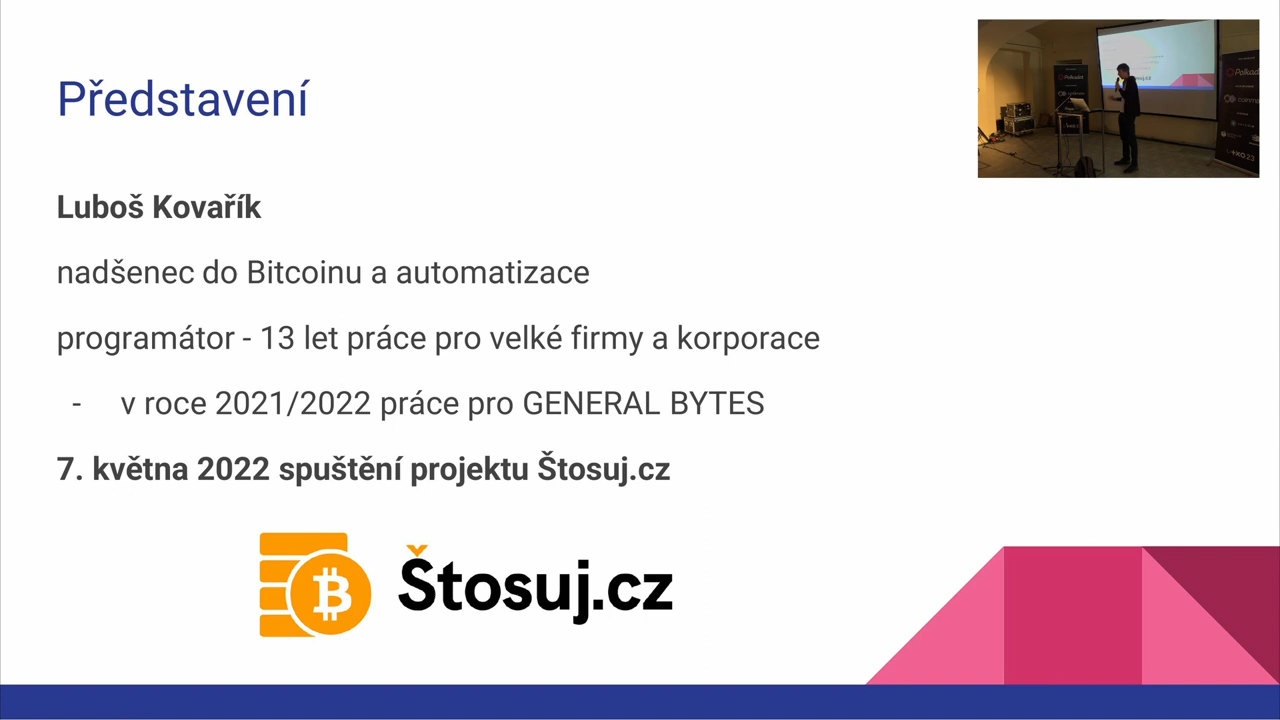 Představení
Luboš Kovařík
nadšenec do Bitcoinu a automatizace
programátor - 13 let práce pro velké firmy a korporace
- v roce 2021/2022 práce pro GENERAL BYTES
7. května 2022 spuštění projektu Štosuj.cz
Štosuj.cz
Polkadot